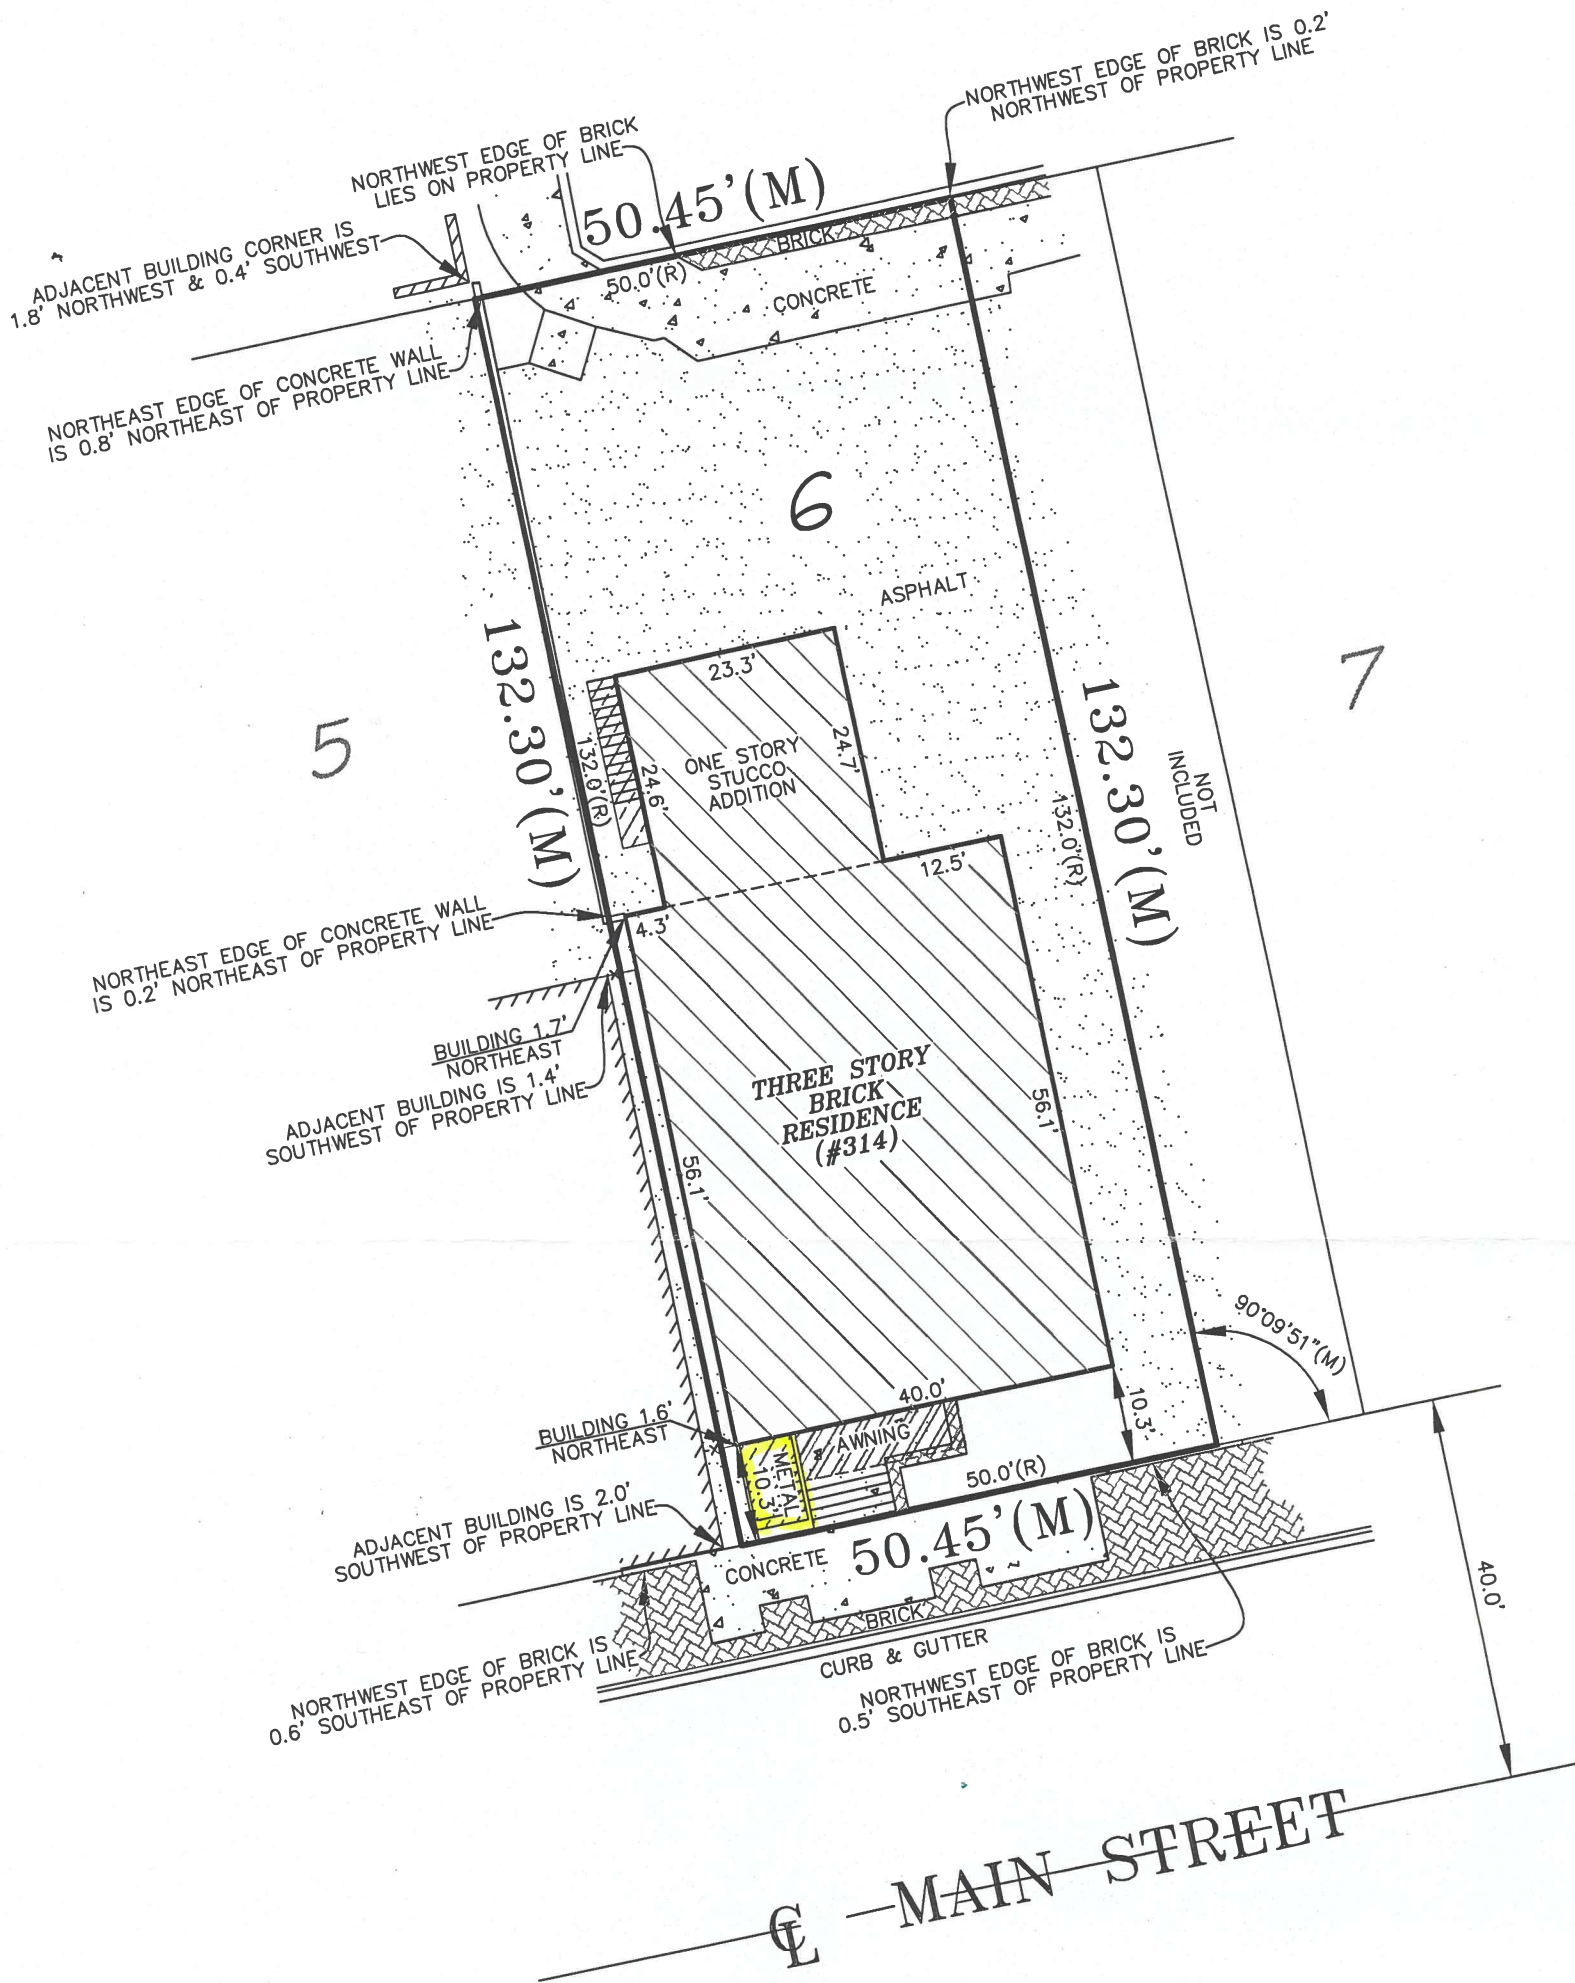 NORTHWEST EDGE OF BRICK IS 0.2'
NORTHWEST OF PROPERTY LINE
NORTHWEST EDGE OF BRICK
LIES ON PROPERTY LINE
50.45'(M)
ADJACENT BUILDING CORNER IS
1.8' NORTHWEST & 0.4' SOUTHWEST
BRICK
50.0'(R)
CONCRETE
NORTHEAST EDGE OF CONCRETE WALL
IS 0.8' NORTHEAST OF PROPERTY LINE
6
ASPHALT
132.30'(M)
23.3'
5
7
132.0'(R)
24.6'
ONE STORY
STUCCO
ADDITION
24.7'
132.30'(M)
NOT
INCLUDED
132.0'(R)
12.5'
NORTHEAST EDGE OF CONCRETE WALL
IS 0.2' NORTHEAST OF PROPERTY LINE
4.3'
BUILDING 1.7'
NORTHEAST
ADJACENT BUILDING IS 1.4'
SOUTHWEST OF PROPERTY LINE
THREE STORY
BRICK
RESIDENCE
(#314)
56.1'
56.1'
90°09'51"(M)
40.0'
10.3'
BUILDING 1.6'
NORTHEAST
AWNING
METAL
10.3'
50.0'(R)
ADJACENT BUILDING IS 2.0'
SOUTHWEST OF PROPERTY LINE
50.45'(M)
CONCRETE
40.0'
BRICK
CURB & GUTTER
NORTHWEST EDGE OF BRICK IS
0.6' SOUTHEAST OF PROPERTY LINE
NORTHWEST EDGE OF BRICK IS
0.5' SOUTHEAST OF PROPERTY LINE
℄ MAIN STREET